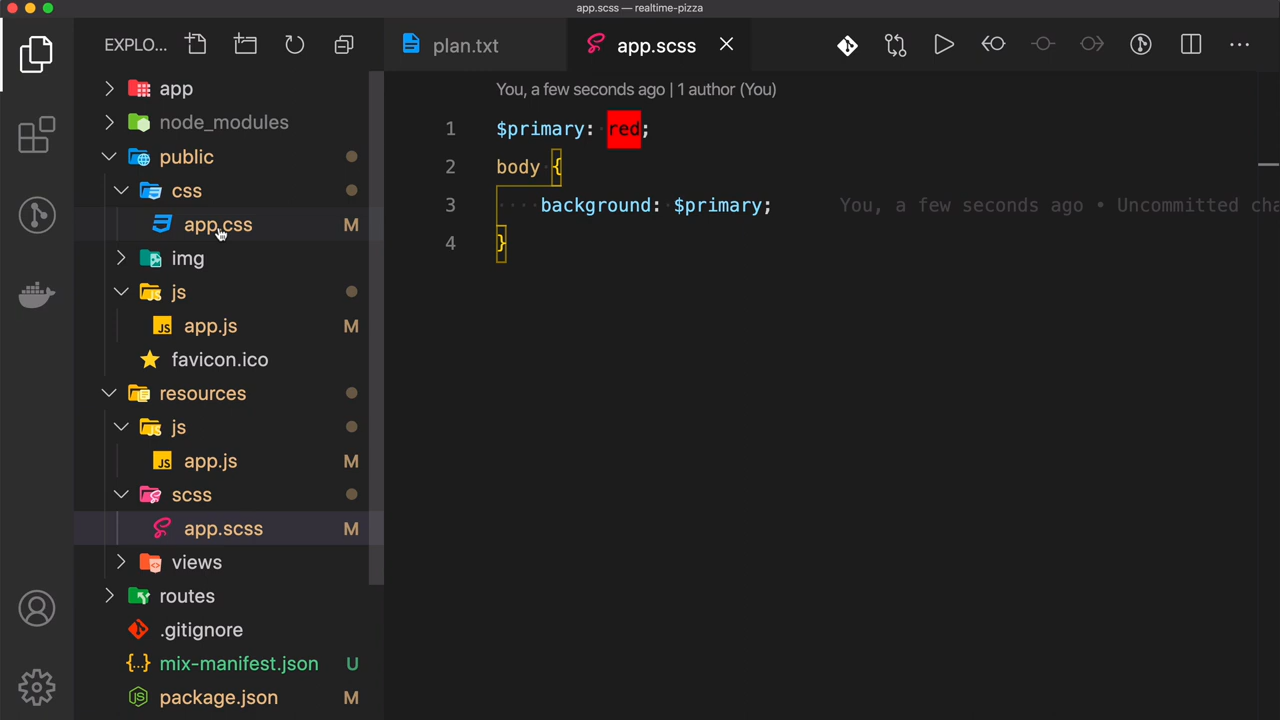 app.scss — realtime-pizza
EXPLO...
plan.txt
app.scss
app
node_modules
public
css
app.css M
img
js
app.js M
favicon.ico
resources
js
app.js M
scss
app.scss M
views
routes
.gitignore
mix-manifest.json U
package.json M
You, a few seconds ago | 1 author (You)
1 $primary: red;
2 body {
3 background: $primary; You, a few seconds ago • Uncommitted cha
4 }